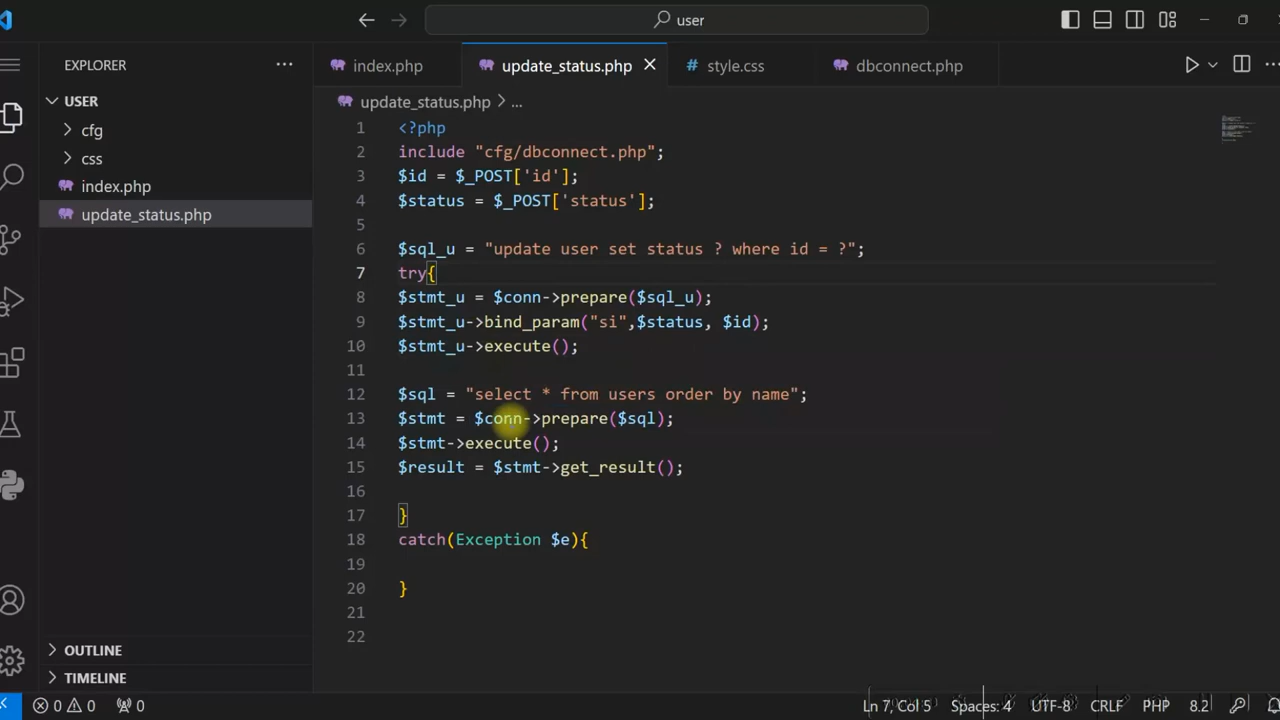 user
EXPLORER
index.php
update_status.php
# style.css
dbconnect.php
USER
update_status.php > ...
cfg
css
index.php
update_status.php
1 <?php
2 include "cfg/dbconnect.php";
3 $id = $_POST['id'];
4 $status = $_POST['status'];
5
6 $sql_u = "update user set status ? where id = ?";
7 try{
8 $stmt_u = $conn->prepare($sql_u);
9 $stmt_u->bind_param("si",$status, $id);
10 $stmt_u->execute();
11
12 $sql = "select * from users order by name";
13 $stmt = $conn->prepare($sql);
14 $stmt->execute();
15 $result = $stmt->get_result();
16
17 }
18 catch(Exception $e){
19
20 }
21
22
OUTLINE
TIMELINE
0 0 0
Ln 7, Col 5 Spaces: 4 UTF-8 CRLF PHP 8.2